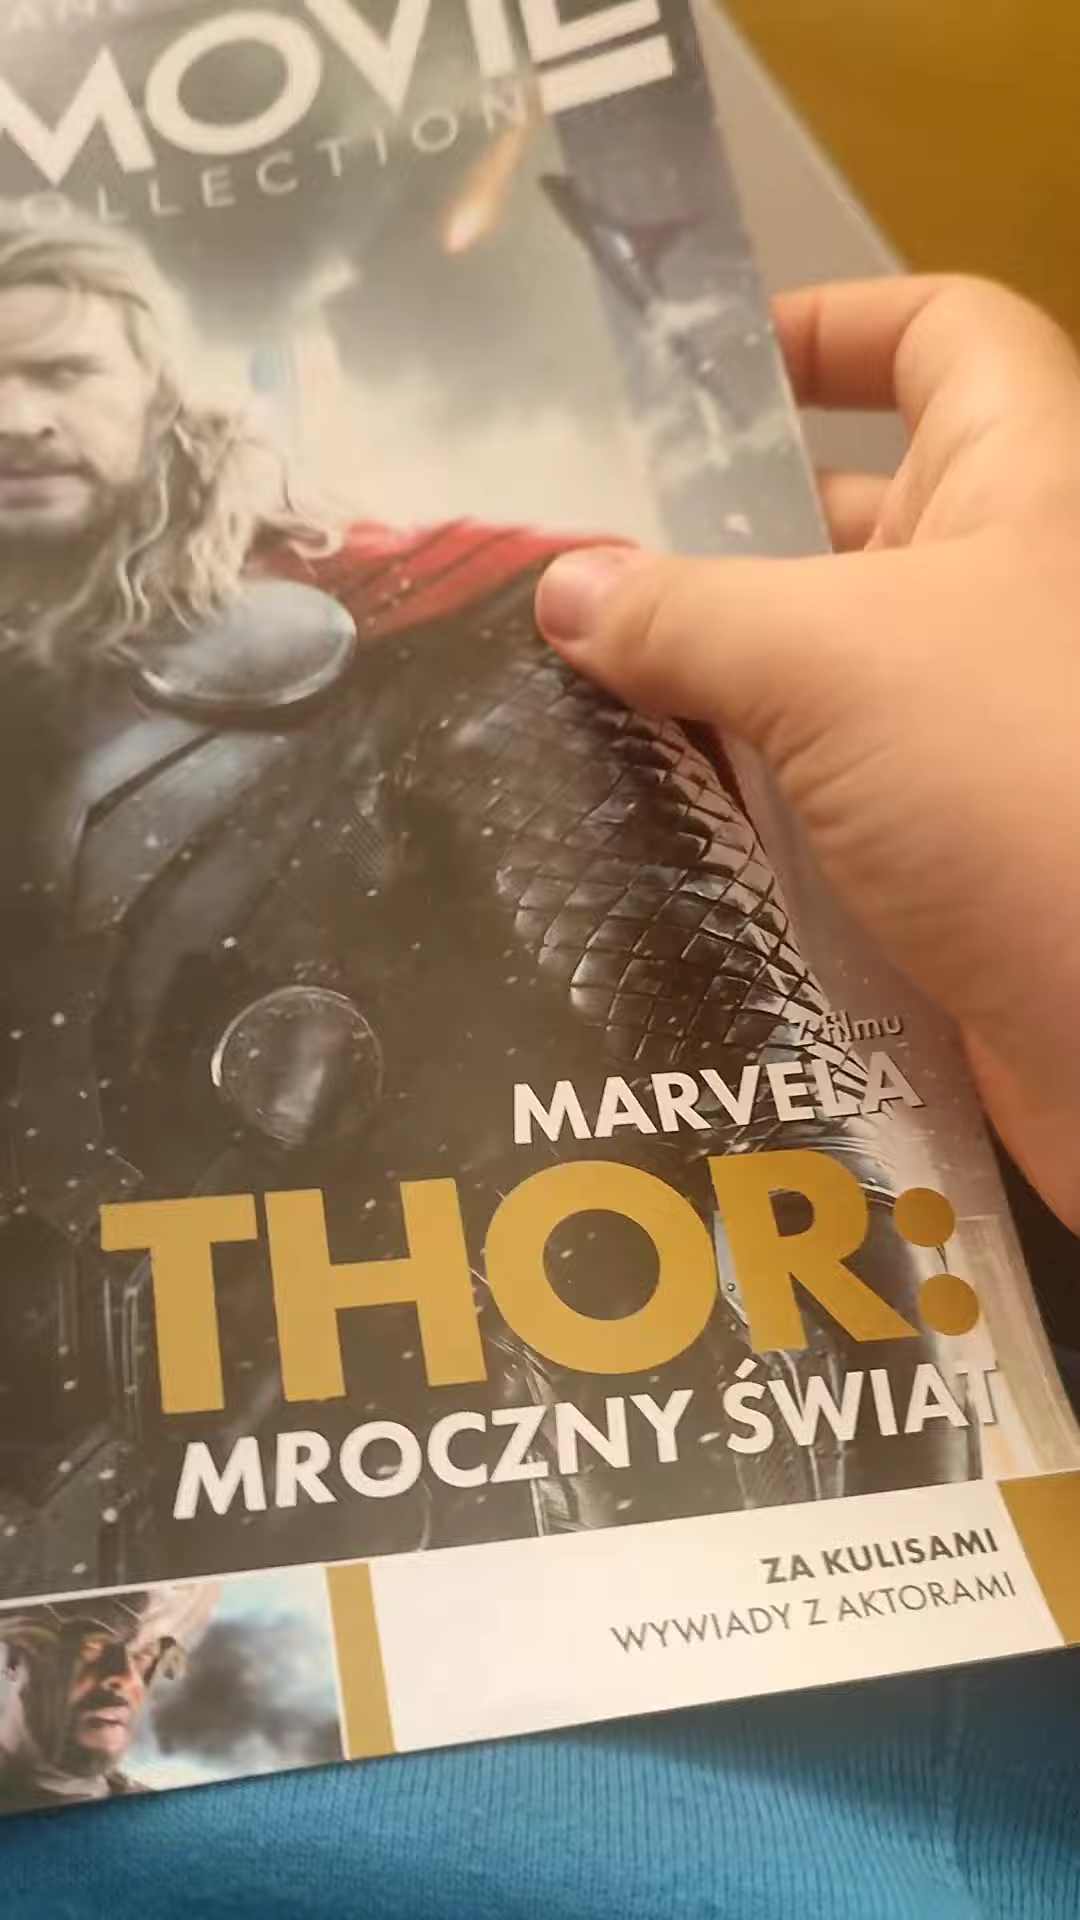 MOVIE
COLLECTION
Z filmu
MARVELA
THOR:
MROCZNY ŚWIAT
ZA KULISAMI
WYWIADY Z AKTORAMI